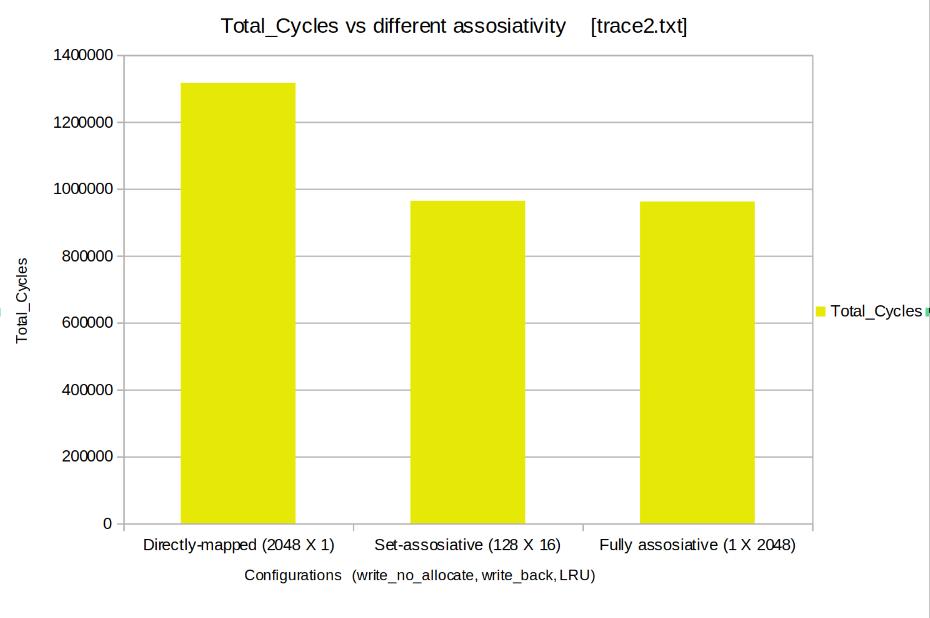 Total_Cycles vs different assosiativity [trace2.txt]
1400000
1200000
1000000
800000
600000
400000
200000
0
Total_Cycles
Total_Cycles
Directly-mapped (2048 X 1)
Set-assosiative (128 X 16)
Fully assosiative (1 X 2048)
Configurations (write_no_allocate, write_back, LRU)